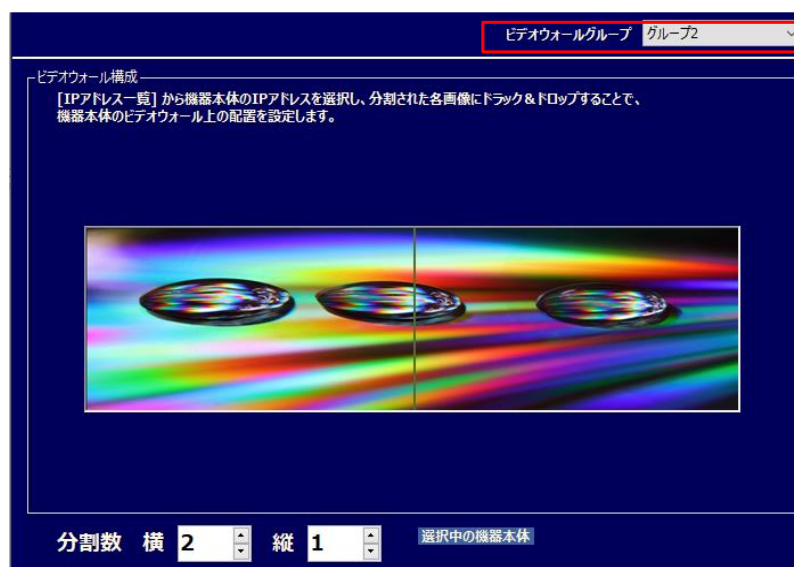 ビデオウォールグループ グループ2
ビデオウォール構成
[IPアドレス一覧] から機器本体のIPアドレスを選択し、分割された各画像にドラック&ドロップすることで、
機器本体のビデオウォール上の配置を設定します。
分割数 横 2 縦 1 選択中の機器本体